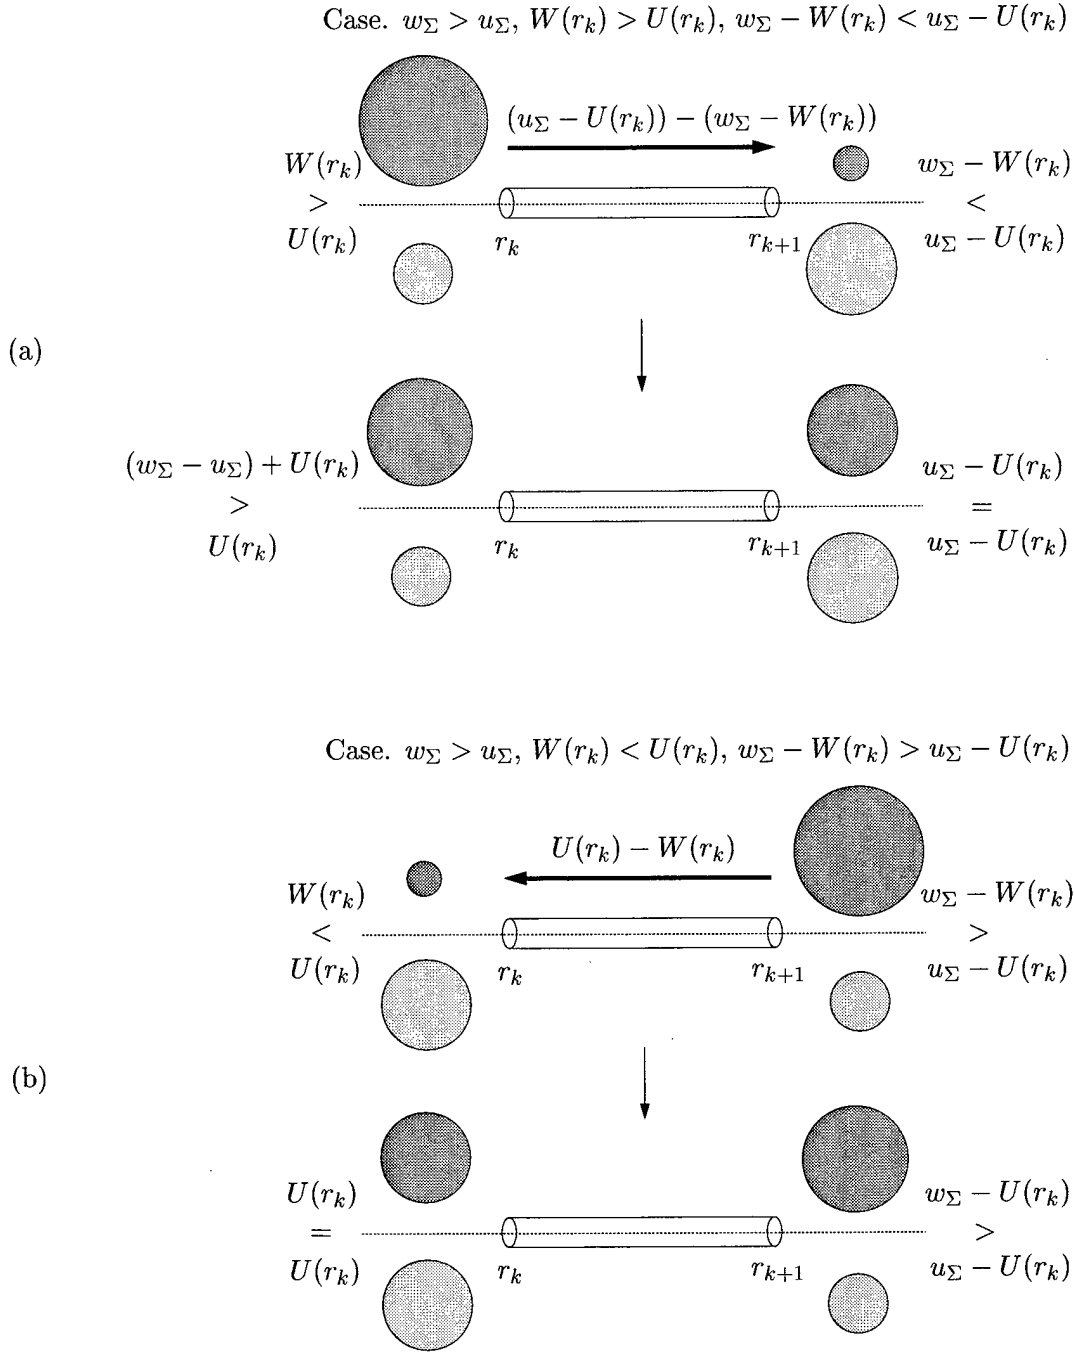 Case. w_Σ > u_Σ, W(r_k) > U(r_k), w_Σ − W(r_k) < u_Σ − U(r_k)
(u_Σ − U(r_k)) − (w_Σ − W(r_k))
W(r_k) w_Σ − W(r_k)
> <
U(r_k) r_k r_{k+1} u_Σ − U(r_k)
(a)
(w_Σ − u_Σ) + U(r_k) u_Σ − U(r_k)
> =
U(r_k) r_k r_{k+1} u_Σ − U(r_k)
Case. w_Σ > u_Σ, W(r_k) < U(r_k), w_Σ − W(r_k) > u_Σ − U(r_k)
U(r_k) − W(r_k)
W(r_k) w_Σ − W(r_k)
< >
U(r_k) r_k r_{k+1} u_Σ − U(r_k)
(b)
U(r_k) w_Σ − U(r_k)
= >
U(r_k) r_k r_{k+1} u_Σ − U(r_k)